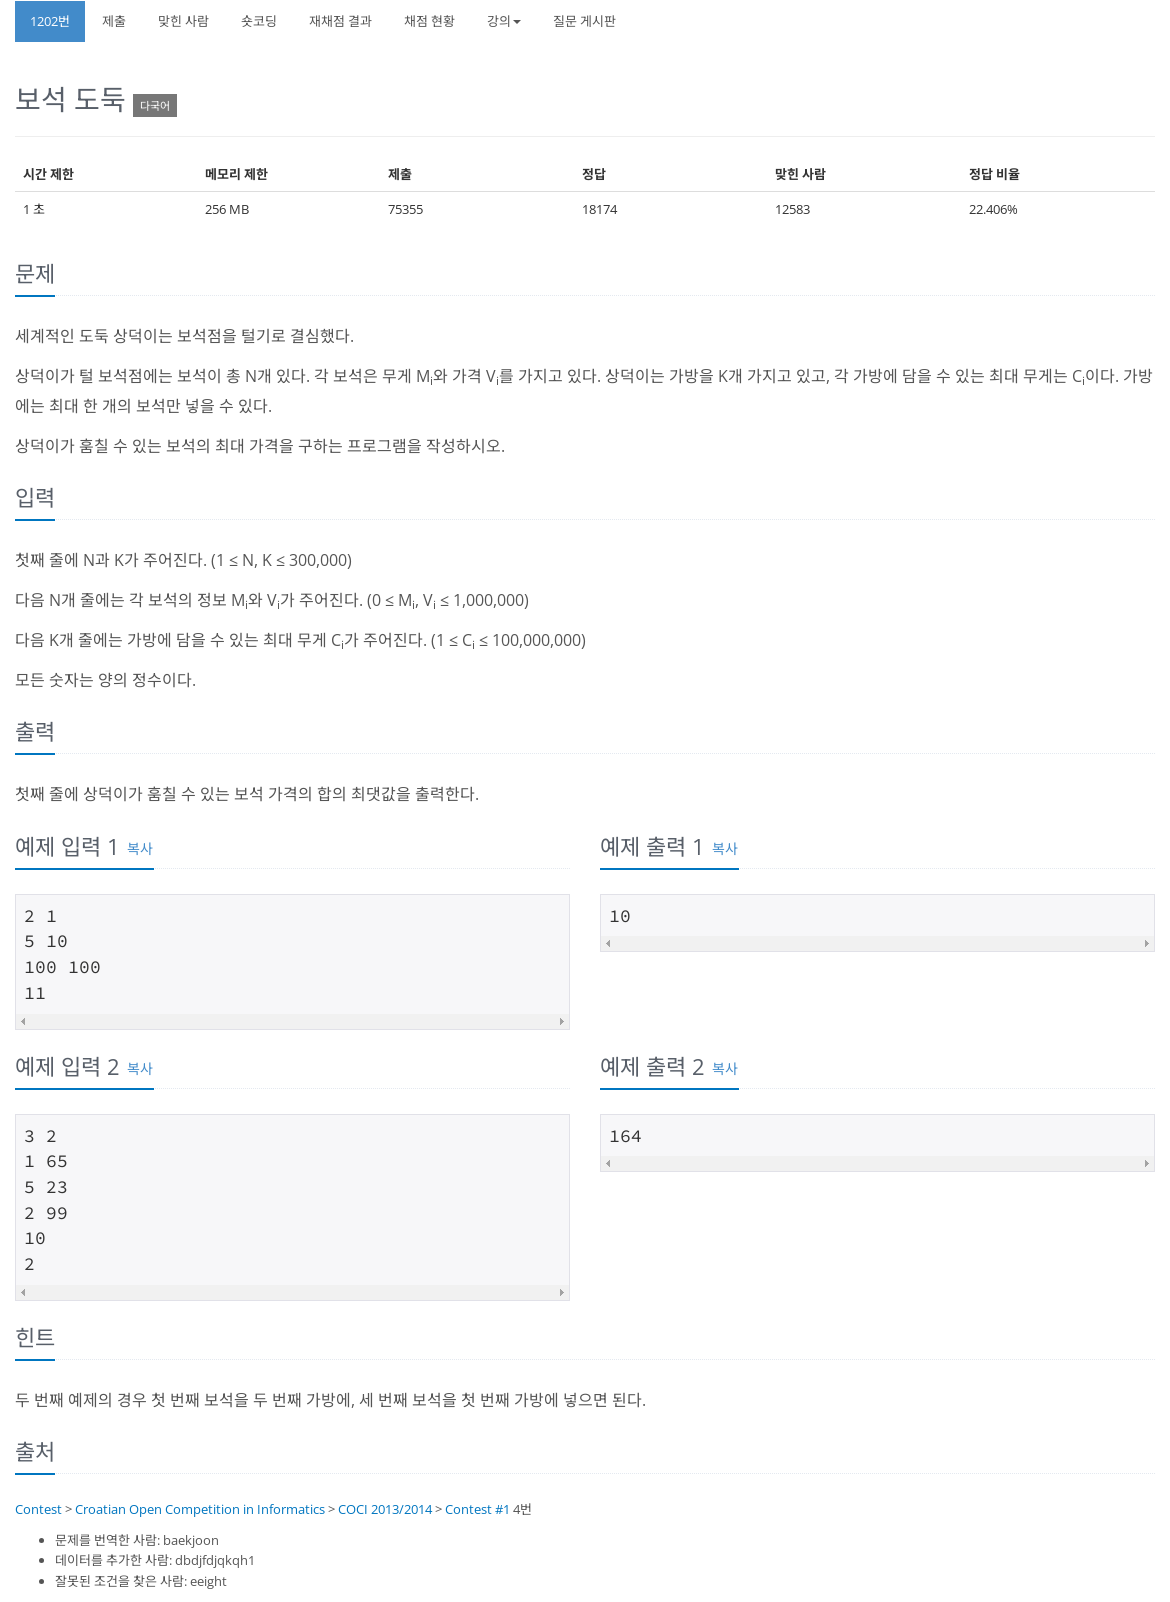 1202번 제출 맞힌 사람 숏코딩 재채점 결과 채점 현황 강의 질문 게시판
보석 도둑 다국어
시간 제한 메모리 제한 제출 정답 맞힌 사람 정답 비율
1 초 256 MB 75355 18174 12583 22.406%
문제
세계적인 도둑 상덕이는 보석점을 털기로 결심했다.
상덕이가 털 보석점에는 보석이 총 N개 있다. 각 보석은 무게 Mi와 가격 Vi를 가지고 있다. 상덕이는 가방을 K개 가지고 있고, 각 가방에 담을 수 있는 최대 무게는 Ci이다. 가방
에는 최대 한 개의 보석만 넣을 수 있다.
상덕이가 훔칠 수 있는 보석의 최대 가격을 구하는 프로그램을 작성하시오.
입력
첫째 줄에 N과 K가 주어진다. (1 ≤ N, K ≤ 300,000)
다음 N개 줄에는 각 보석의 정보 Mi와 Vi가 주어진다. (0 ≤ Mi, Vi ≤ 1,000,000)
다음 K개 줄에는 가방에 담을 수 있는 최대 무게 Ci가 주어진다. (1 ≤ Ci ≤ 100,000,000)
모든 숫자는 양의 정수이다.
출력
첫째 줄에 상덕이가 훔칠 수 있는 보석 가격의 합의 최댓값을 출력한다.
예제 입력 1 복사
2 1
5 10
100 100
11
예제 출력 1 복사
10
예제 입력 2 복사
3 2
1 65
5 23
2 99
10
2
예제 출력 2 복사
164
힌트
두 번째 예제의 경우 첫 번째 보석을 두 번째 가방에, 세 번째 보석을 첫 번째 가방에 넣으면 된다.
출처
Contest > Croatian Open Competition in Informatics > COCI 2013/2014 > Contest #1 4번
문제를 번역한 사람: baekjoon
데이터를 추가한 사람: dbdjfdjqkqh1
잘못된 조건을 찾은 사람: eeight